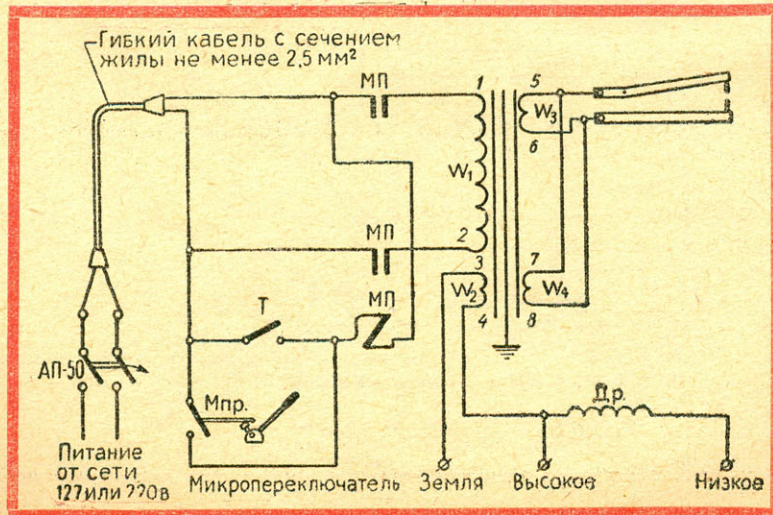 Гибкий кабель с сечением
жилы не менее 2,5 мм²
МП
1
5
W3
6
W1
МП
2
3
7
W2
W4
4
8
Т
МП
АП-50
Мпр.
Др.
Питание
от сети
127 или 220в
Микропереключатель
Земля
Высокое
Низкое